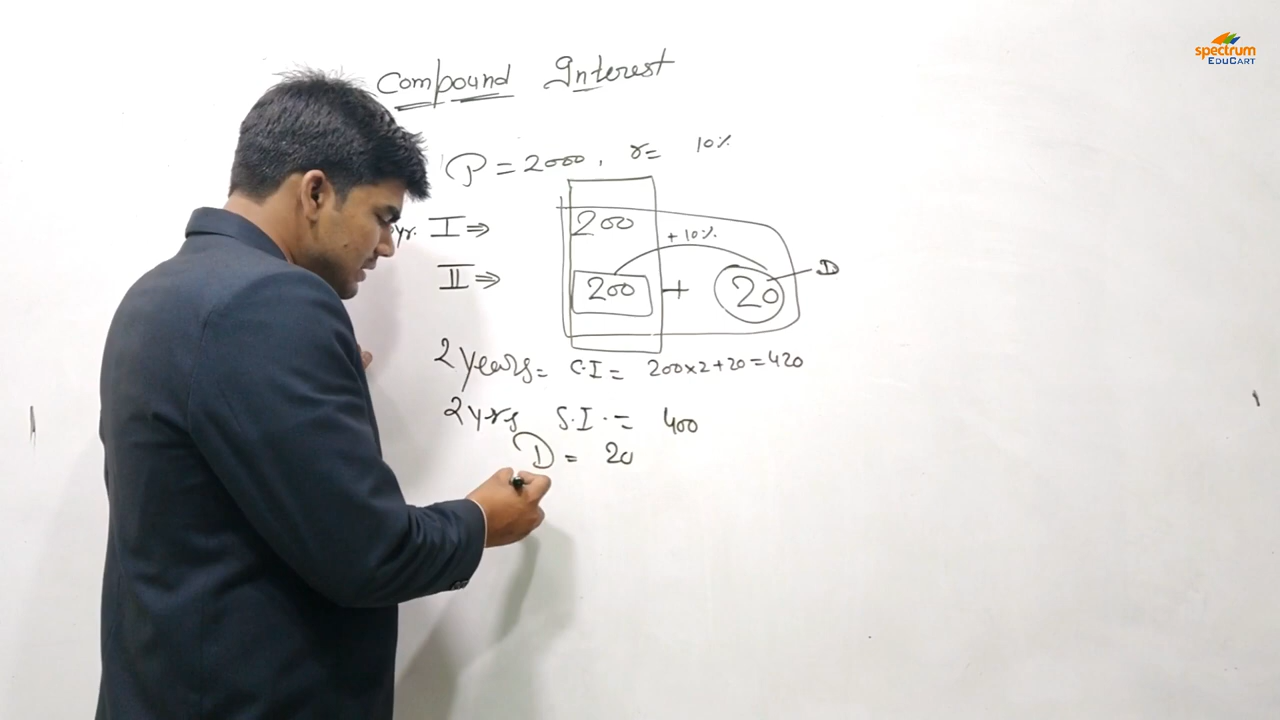 spectrum
EDUCART
Compound Interest
P = 2000, r = 10%
yr. I ⇒ 200
+10%
II ⇒ 200 + 20 D
2 years = C.I = 200×2+20=420
2yrs S.I. = 400
D = 20